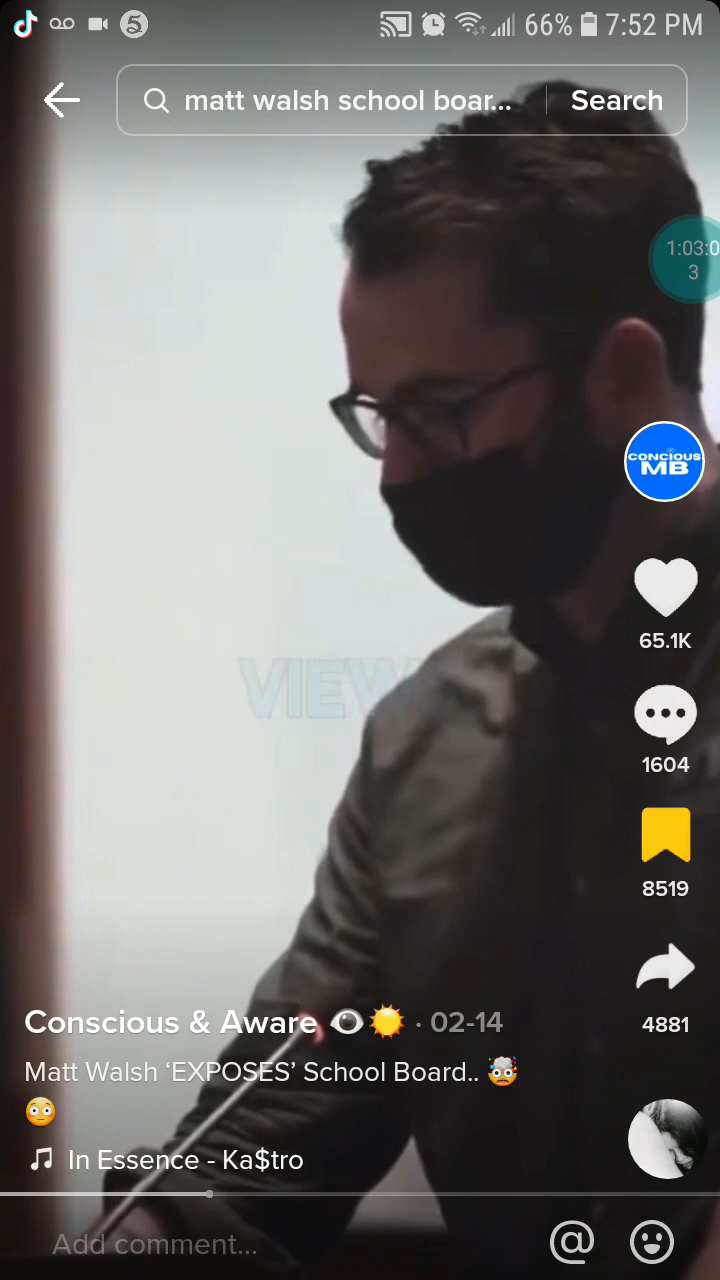 66% 7:52 PM
matt walsh school boar... Search
1:03:0
3
CONCIOUS
MB
65.1K
VIEW
1604
8519
4881
Conscious & Aware 👁☀ · 02-14
Matt Walsh ‘EXPOSES’ School Board.. 🤯
😳
In Essence - Ka$tro
Add comment... @